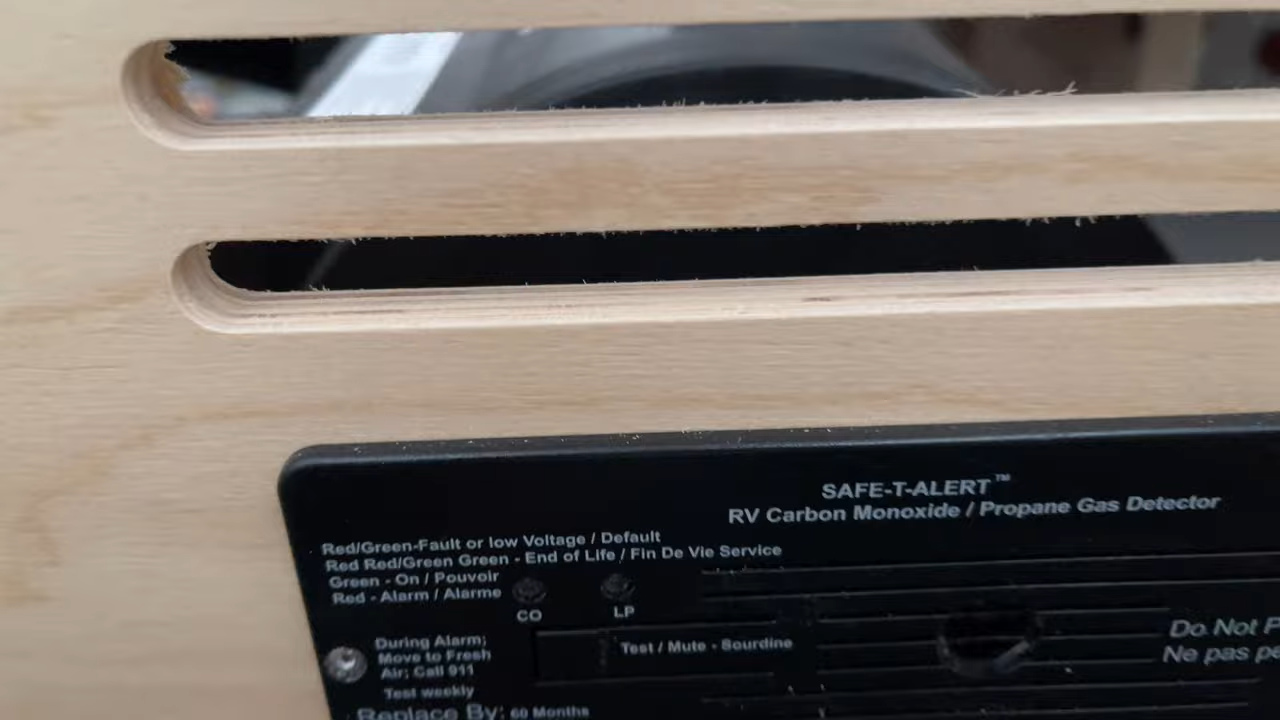 SAFE-T-ALERT™
RV Carbon Monoxide / Propane Gas Detector
Red/Green-Fault or low Voltage / Default
Red Red/Green Green - End of Life / Fin De Vie Service
Green - On / Pouvoir
Red - Alarm / Alarme
CO
LP
Test / Mute - Sourdine
During Alarm;
Move to Fresh
Air; Call 911
Test weekly
Replace By: 60 Months
Do Not P
Ne pas pe